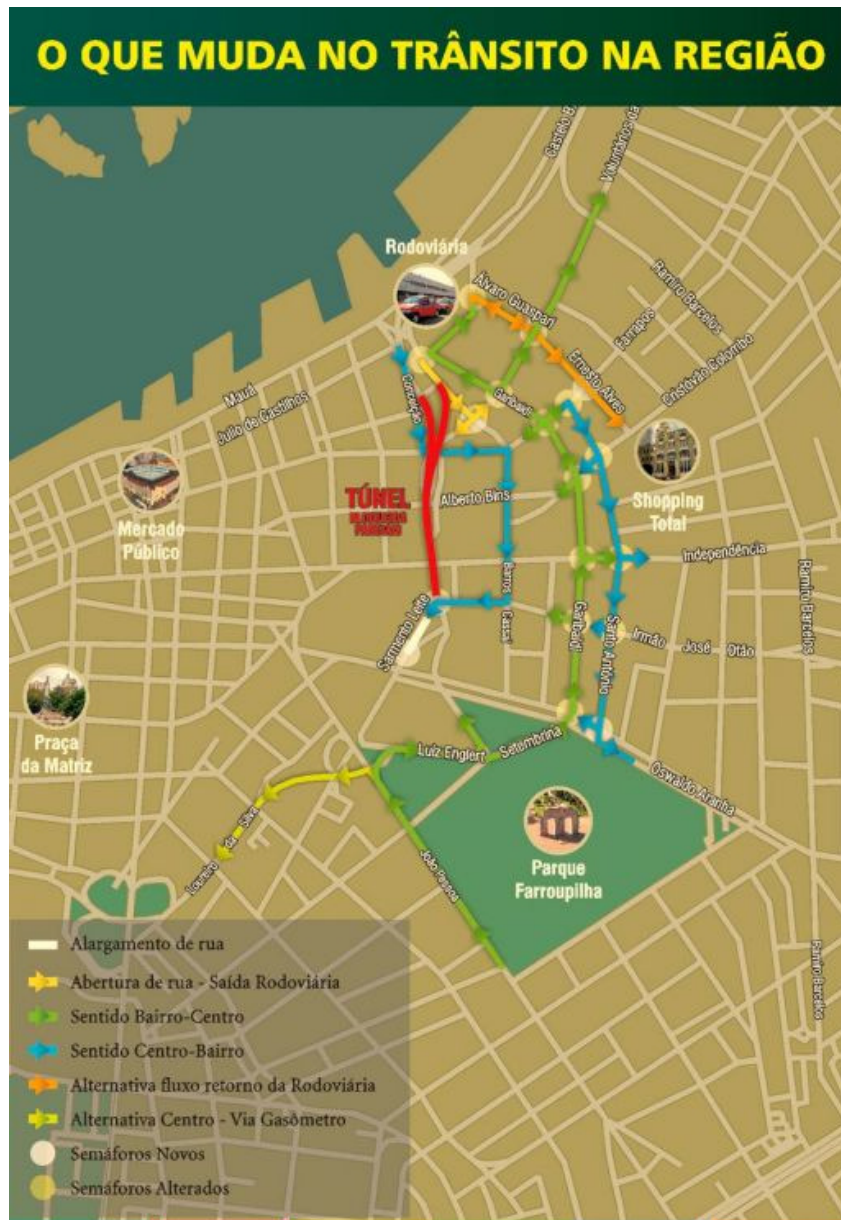 O QUE MUDA NO TRÂNSITO NA REGIÃO
Castelo B
Voluntários da
Rodoviária
Álvaro Guaspari
Ramiro Barcelos
Farrapos
Ernesto Alves
Cristóvão Colombo
Mauá
Julio de Castilhos
Conceição
Garibaldi
Mercado
Público
TÚNEL
Alberto Bins
Shopping
Total
Independência
Barros
Cassal
Ramiro Barcelos
Sarmento Leite
Garibaldi
Santo Antônio
Irmão José Otão
Praça
da Matriz
Luiz Englert
Setembrina
Oswaldo Aranha
Loureiro da Silva
João Pessoa
Parque
Farroupilha
Ramiro Barcelos
Alargamento de rua
Abertura de rua - Saída Rodoviária
Sentido Bairro-Centro
Sentido Centro-Bairro
Alternativa fluxo retorno da Rodoviária
Alternativa Centro - Via Gasômetro
Semáforos Novos
Semáforos Alterados